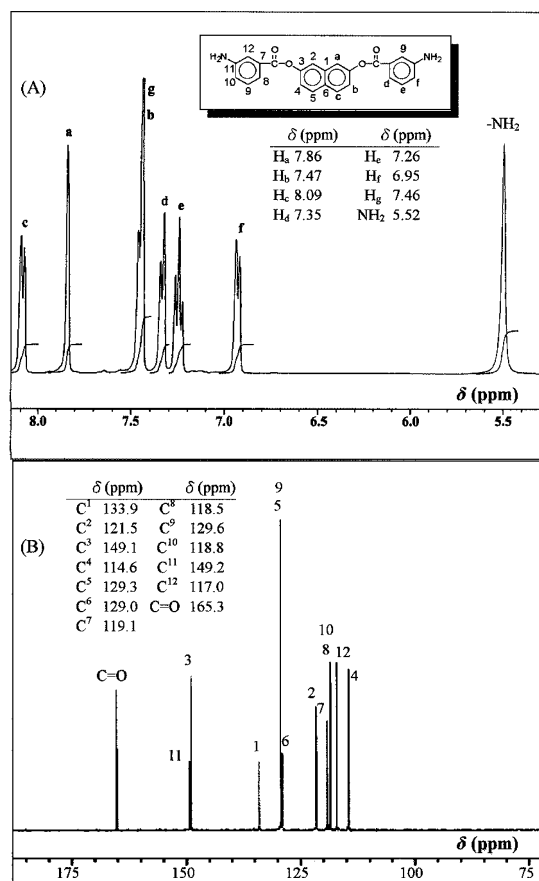 (A)
H₂N 12 O O 9 NH₂
11 7 O 3 2 1 a O
10 9 8 4 5 6 c b d e f
δ (ppm) δ (ppm)
Hₐ 7.86 Hₑ 7.26
H_b 7.47 H_f 6.95
H_c 8.09 H_g 7.46
H_d 7.35 NH₂ 5.52
-NH₂
c
a
g
b
d
e
f
8.0 7.5 7.0 6.5 6.0 5.5
δ (ppm)
(B)
δ (ppm) δ (ppm)
C¹ 133.9 C⁸ 118.5
C² 121.5 C⁹ 129.6
C³ 149.1 C¹⁰ 118.8
C⁴ 114.6 C¹¹ 149.2
C⁵ 129.3 C¹² 117.0
C⁶ 129.0 C=O 165.3
C⁷ 119.1
C=O
11
3
1
9
5
6
2
7
10
8
12
4
δ (ppm)
175 150 125 100 75